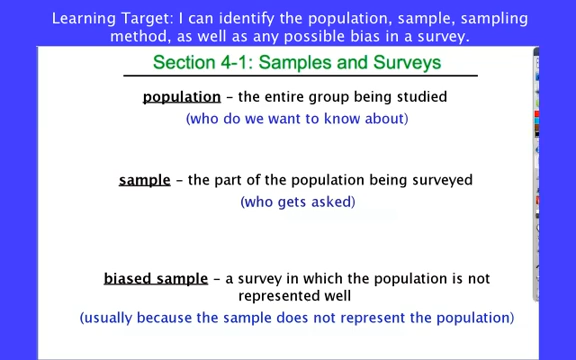 Learning Target: I can identify the population, sample, sampling
method, as well as any possible bias in a survey.
Section 4-1: Samples and Surveys
population - the entire group being studied
(who do we want to know about)
sample - the part of the population being surveyed
(who gets asked)
biased sample - a survey in which the population is not
represented well
(usually because the sample does not represent the population)